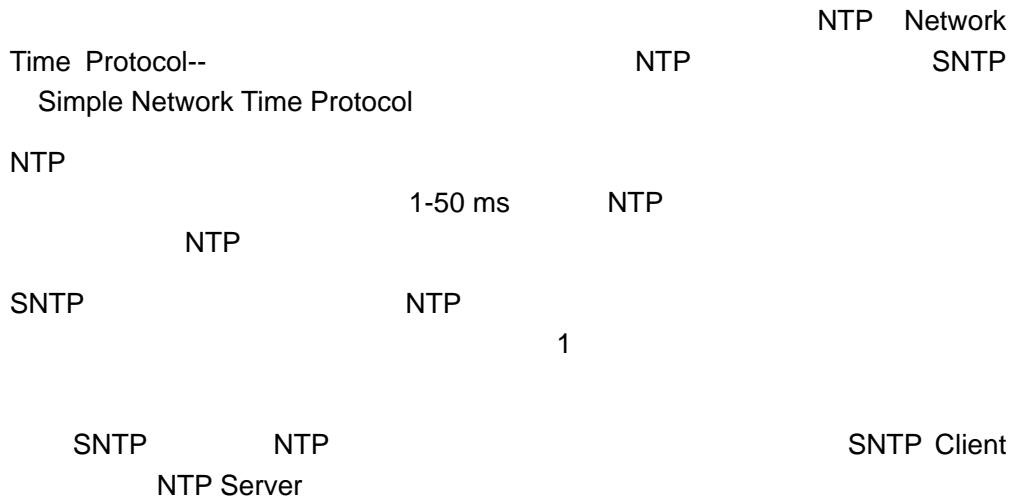 NTP Network
Time Protocol-- NTP SNTP
Simple Network Time Protocol
NTP
1-50 ms NTP
NTP
SNTP NTP
1
SNTP NTP SNTP Client
NTP Server